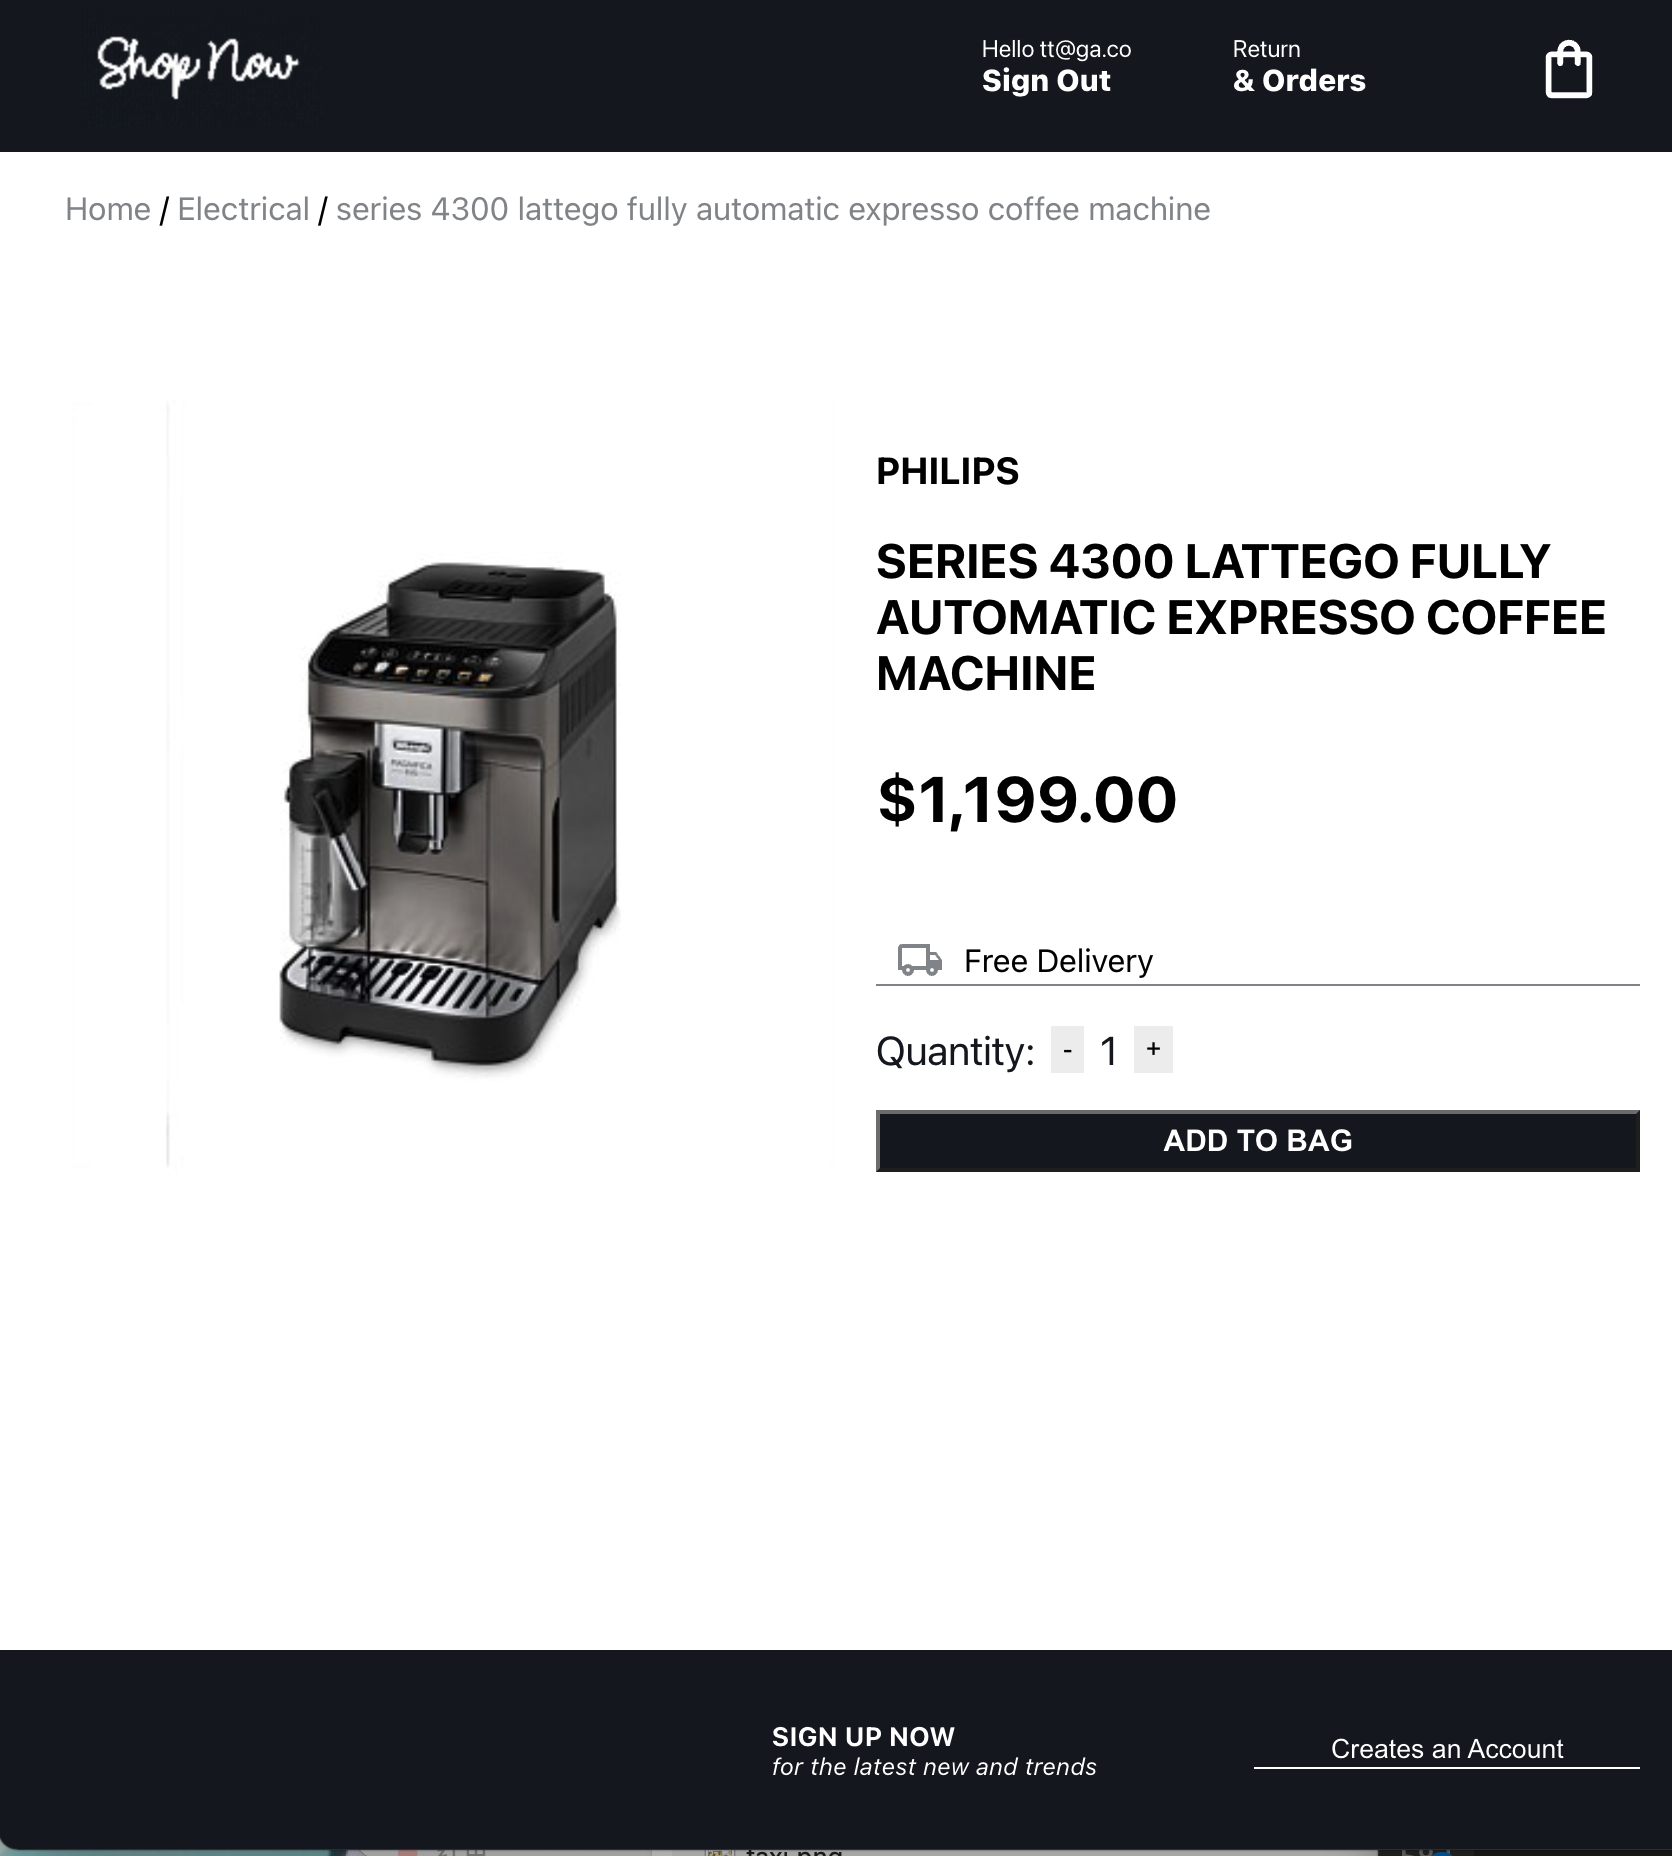 Shop Now
Hello tt@ga.co
Sign Out
Return
& Orders
Home / Electrical / series 4300 lattego fully automatic expresso coffee machine
PHILIPS
SERIES 4300 LATTEGO FULLY
AUTOMATIC EXPRESSO COFFEE
MACHINE
$1,199.00
Free Delivery
Quantity: - 1 +
ADD TO BAG
SIGN UP NOW
for the latest new and trends
Creates an Account